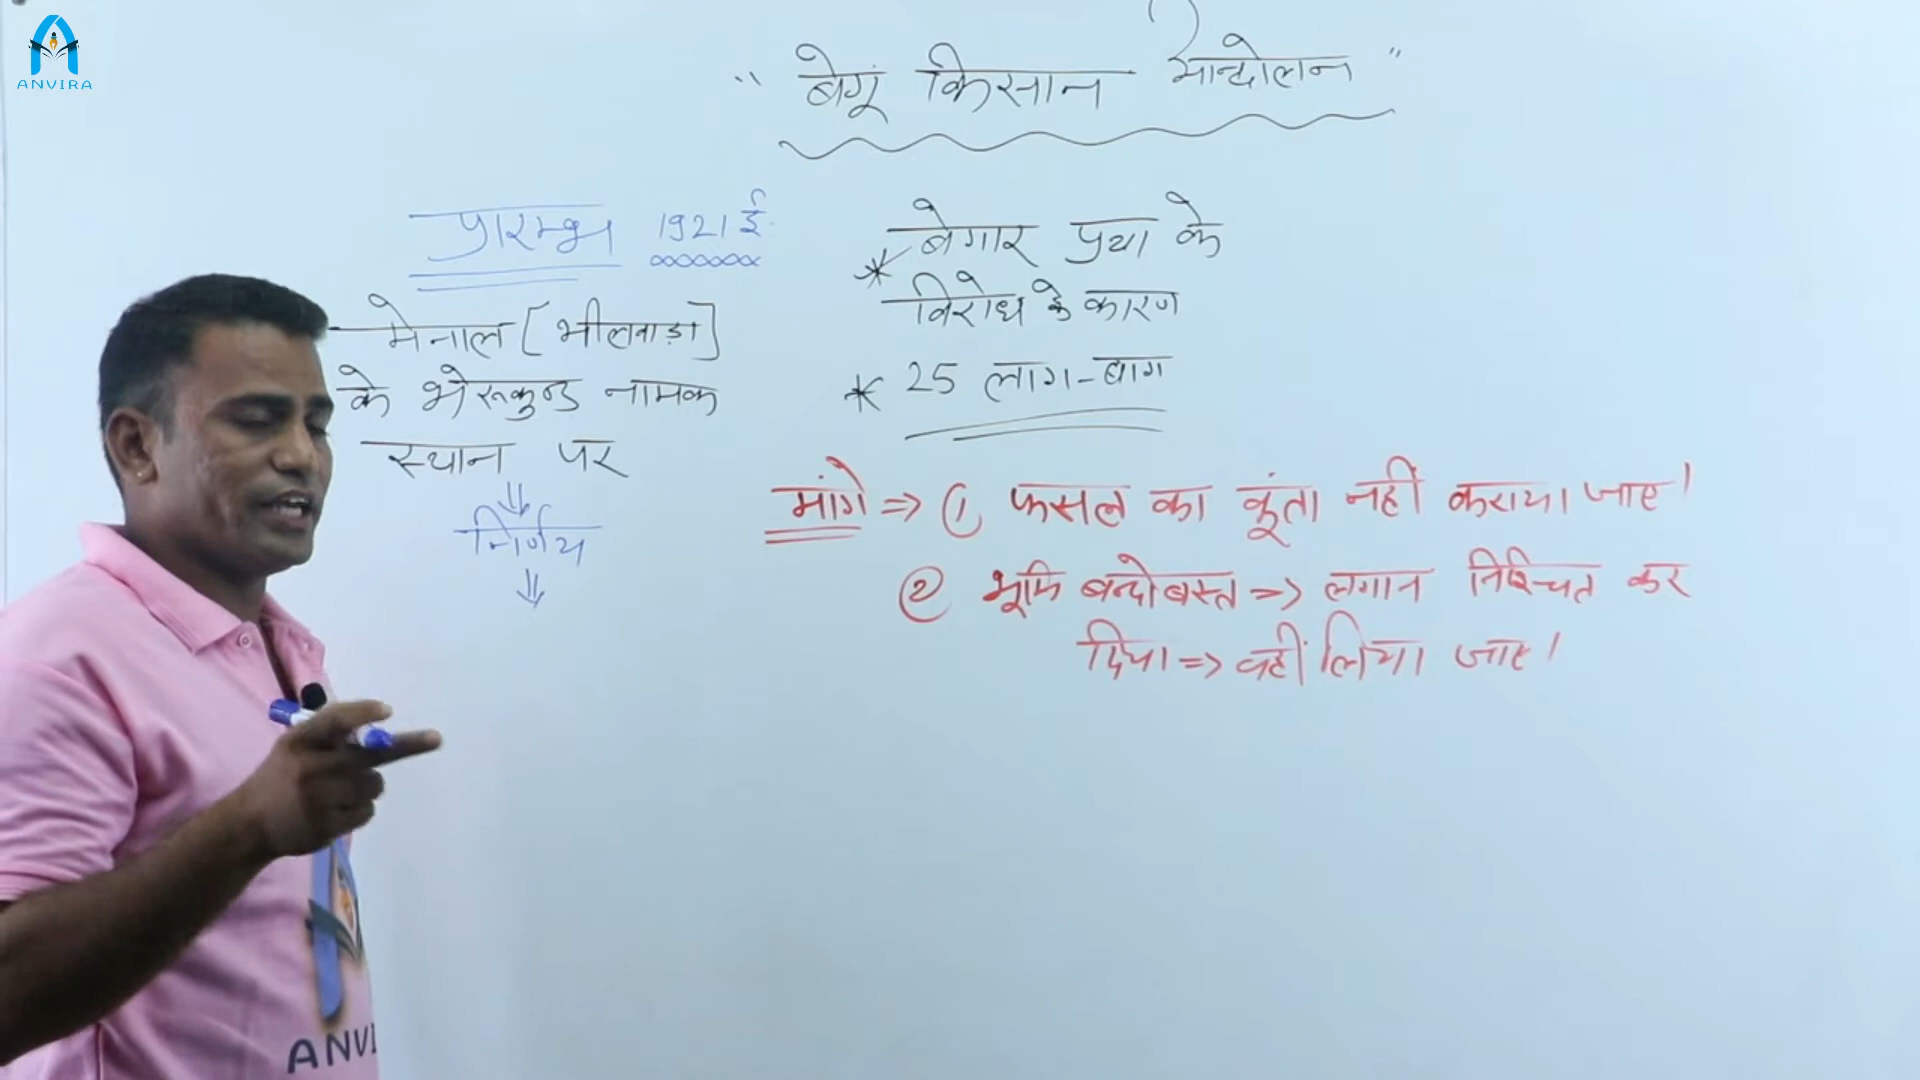 ANVIRA
" बेगूं किसान आन्दोलन "
प्रारम्भ 1921 ई.
मेनाल [भीलवाड़ा]
के भेरूकुन्ड नामक
स्थान पर
निर्णय
* बेगार प्रथा के
विरोध के कारण
* 25 लाग-बाग
मांगे ⇒ ① फसल का कूंता नहीं कराया जाए।
② भूमि बन्दोबस्त ⇒ लगान निश्चित कर
दिया ⇒ वहीं लिया जाए।
ANVI